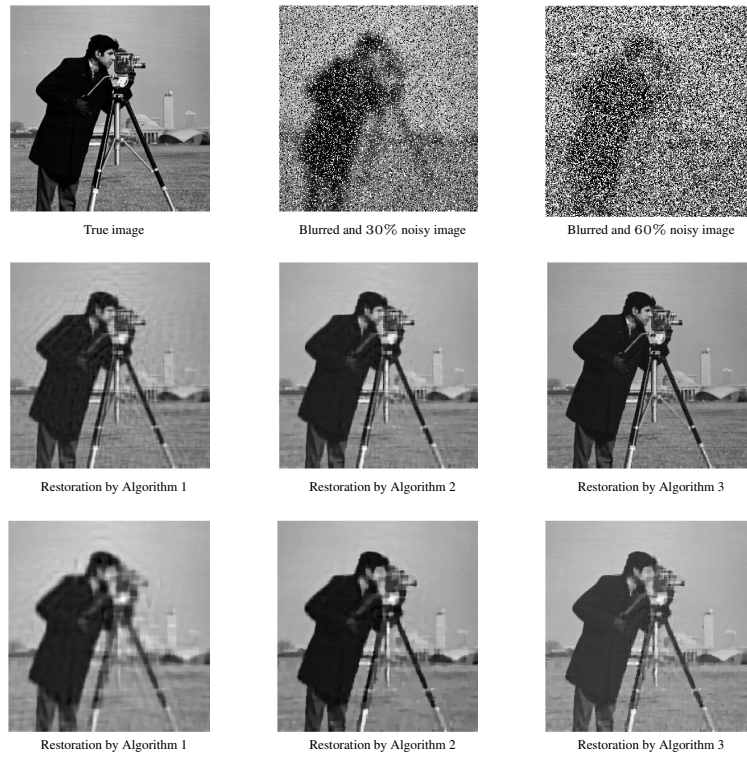 True image
Blurred and 30% noisy image
Blurred and 60% noisy image
Restoration by Algorithm 1
Restoration by Algorithm 2
Restoration by Algorithm 3
Restoration by Algorithm 1
Restoration by Algorithm 2
Restoration by Algorithm 3